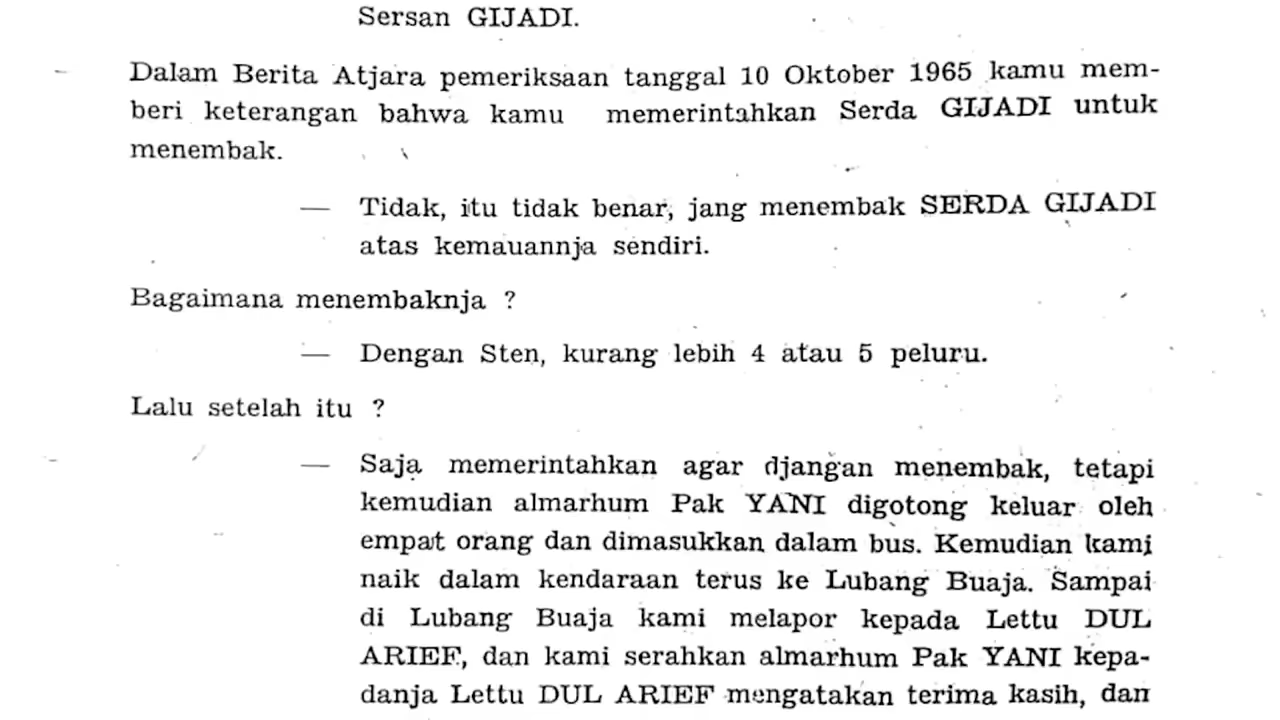 Sersan GIJADI.
Dalam Berita Atjara pemeriksaan tanggal 10 Oktober 1965 kamu mem-
beri keterangan bahwa kamu memerintahkan Serda GIJADI untuk
menembak.
— Tidak, itu tidak benar, jang menembak SERDA GIJADI
atas kemauannja sendiri.
Bagaimana menembaknja ?
— Dengan Sten, kurang lebih 4 atau 5 peluru.
Lalu setelah itu ?
— Saja memerintahkan agar djangan menembak, tetapi
kemudian almarhum Pak YANI digotong keluar oleh
empat orang dan dimasukkan dalam bus. Kemudian kami
naik dalam kendaraan terus ke Lubang Buaja. Sampai
di Lubang Buaja kami melapor kepada Lettu DUL
ARIEF, dan kami serahkan almarhum Pak YANI kepa-
danja Lettu DUL ARIEF mengatakan terima kasih, dan